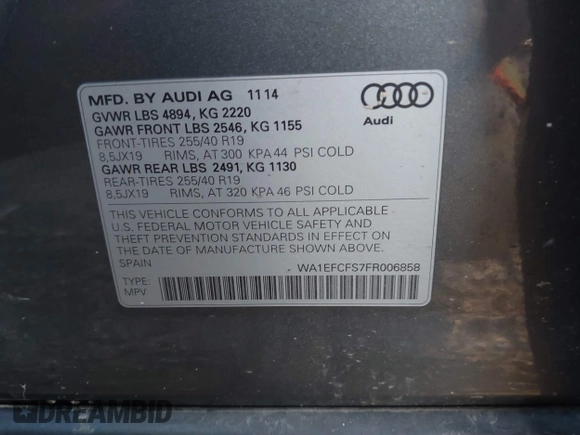 MFD. BY AUDI AG 11 14
GVWR LBS 4894, KG 2220
GAWR FRONT LBS 2546, KG 1155
FRONT-TIRES 255/40 R19
8,5JX19 RIMS, AT 300 KPA 44 PSI COLD
GAWR REAR LBS 2491, KG 1130
REAR-TIRES 255/40 R19
8,5JX19 RIMS, AT 320 KPA 46 PSI COLD
THIS VEHICLE CONFORMS TO ALL APPLICABLE
U.S. FEDERAL MOTOR VEHICLE SAFETY AND
THEFT PREVENTION STANDARDS IN EFFECT ON
THE DATE OF MANUFACTURE SHOWN ABOVE.
SPAIN WA1EFCFS7FR006858
TYPE:
MPV
Audi
DREAMBID